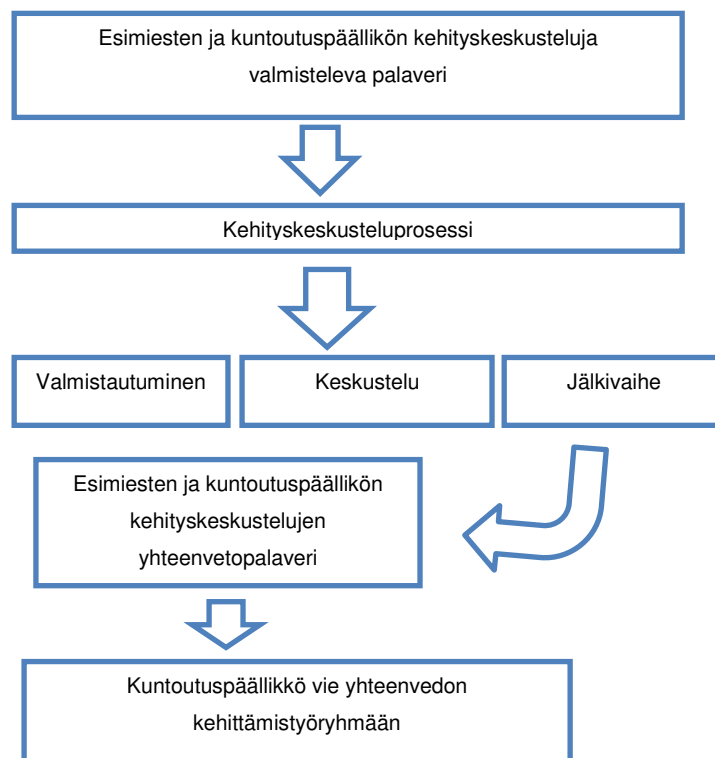 Esimiesten ja kuntoutuspäällikön kehityskeskusteluja
valmisteleva palaveri
Kehityskeskusteluprosessi
Valmistautuminen
Keskustelu
Jälkivaihe
Esimiesten ja kuntoutuspäällikön
kehityskeskustelujen
yhteenvetopalaveri
Kuntoutuspäällikkö vie yhteenvedon
kehittämistyöryhmään